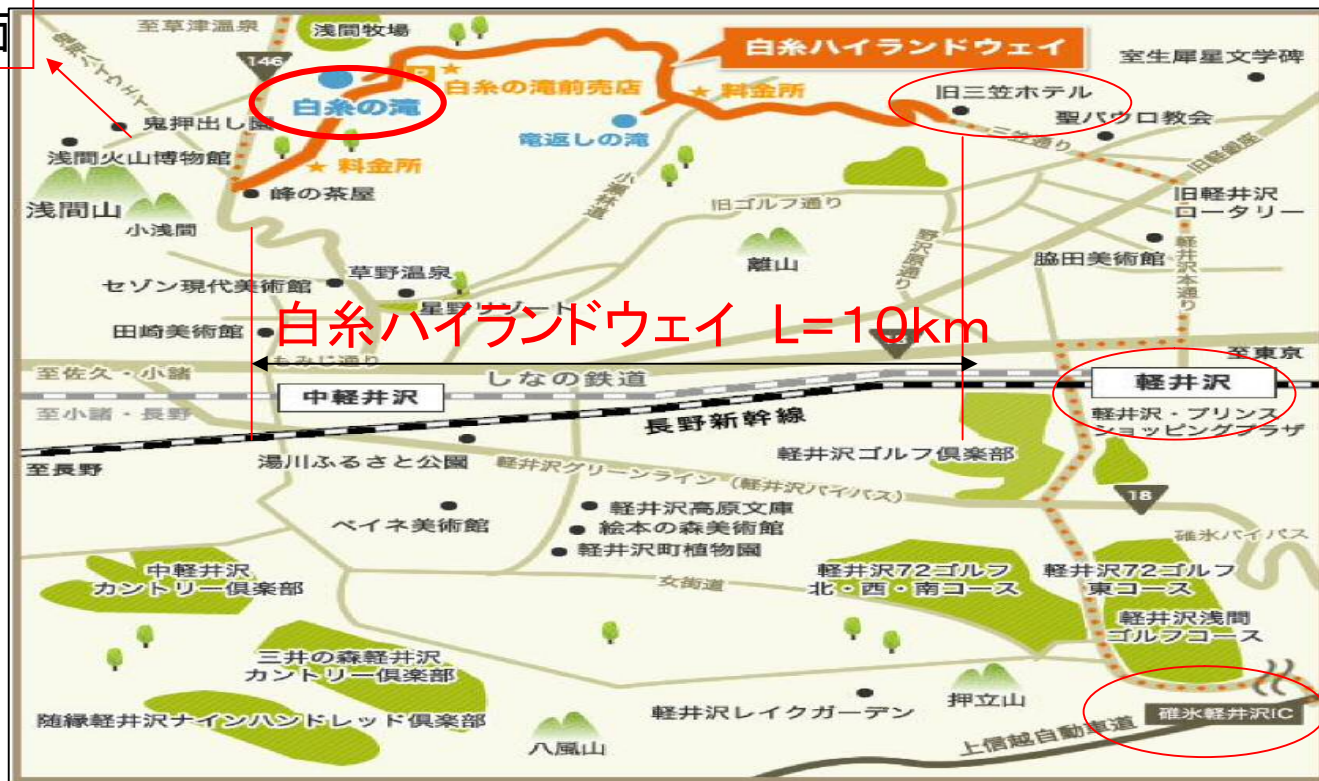 至草津温泉
浅間牧場
146
白糸ハイランドウェイ
室生犀星文学碑
白糸の滝
白糸の滝前売店
料金所
旧三笠ホテル
鬼押出し園
竜返しの滝
聖パウロ教会
三笠通り
旧軽銀座
浅間火山博物館
料金所
小瀬林道
峰の茶屋
浅間山
小浅間
旧ゴルフ通り
旧軽井沢
ロータリー
野沢原通り
離山
脇田美術館
軽井沢本通り
草野温泉
セゾン現代美術館
星野リゾート
田崎美術館
白糸ハイランドウェイ L=10km
もみじ通り
至東京
至佐久・小諸
しなの鉄道
中軽井沢
軽井沢
至小諸・長野
長野新幹線
軽井沢・プリンス
ショッピングプラザ
至長野
湯川ふるさと公園
軽井沢ゴルフ倶楽部
軽井沢グリーンライン(軽井沢バイパス)
18
ペイネ美術館
軽井沢高原文庫
絵本の森美術館
軽井沢町植物園
碓氷バイパス
中軽井沢
カントリー倶楽部
女街道
軽井沢72ゴルフ
北・西・南コース
軽井沢72ゴルフ
東コース
軽井沢浅間
ゴルフコース
三井の森軽井沢
カントリー倶楽部
随縁軽井沢ナインハンドレッド倶楽部
八風山
軽井沢レイクガーデン
押立山
碓氷軽井沢IC
上信越自動車道